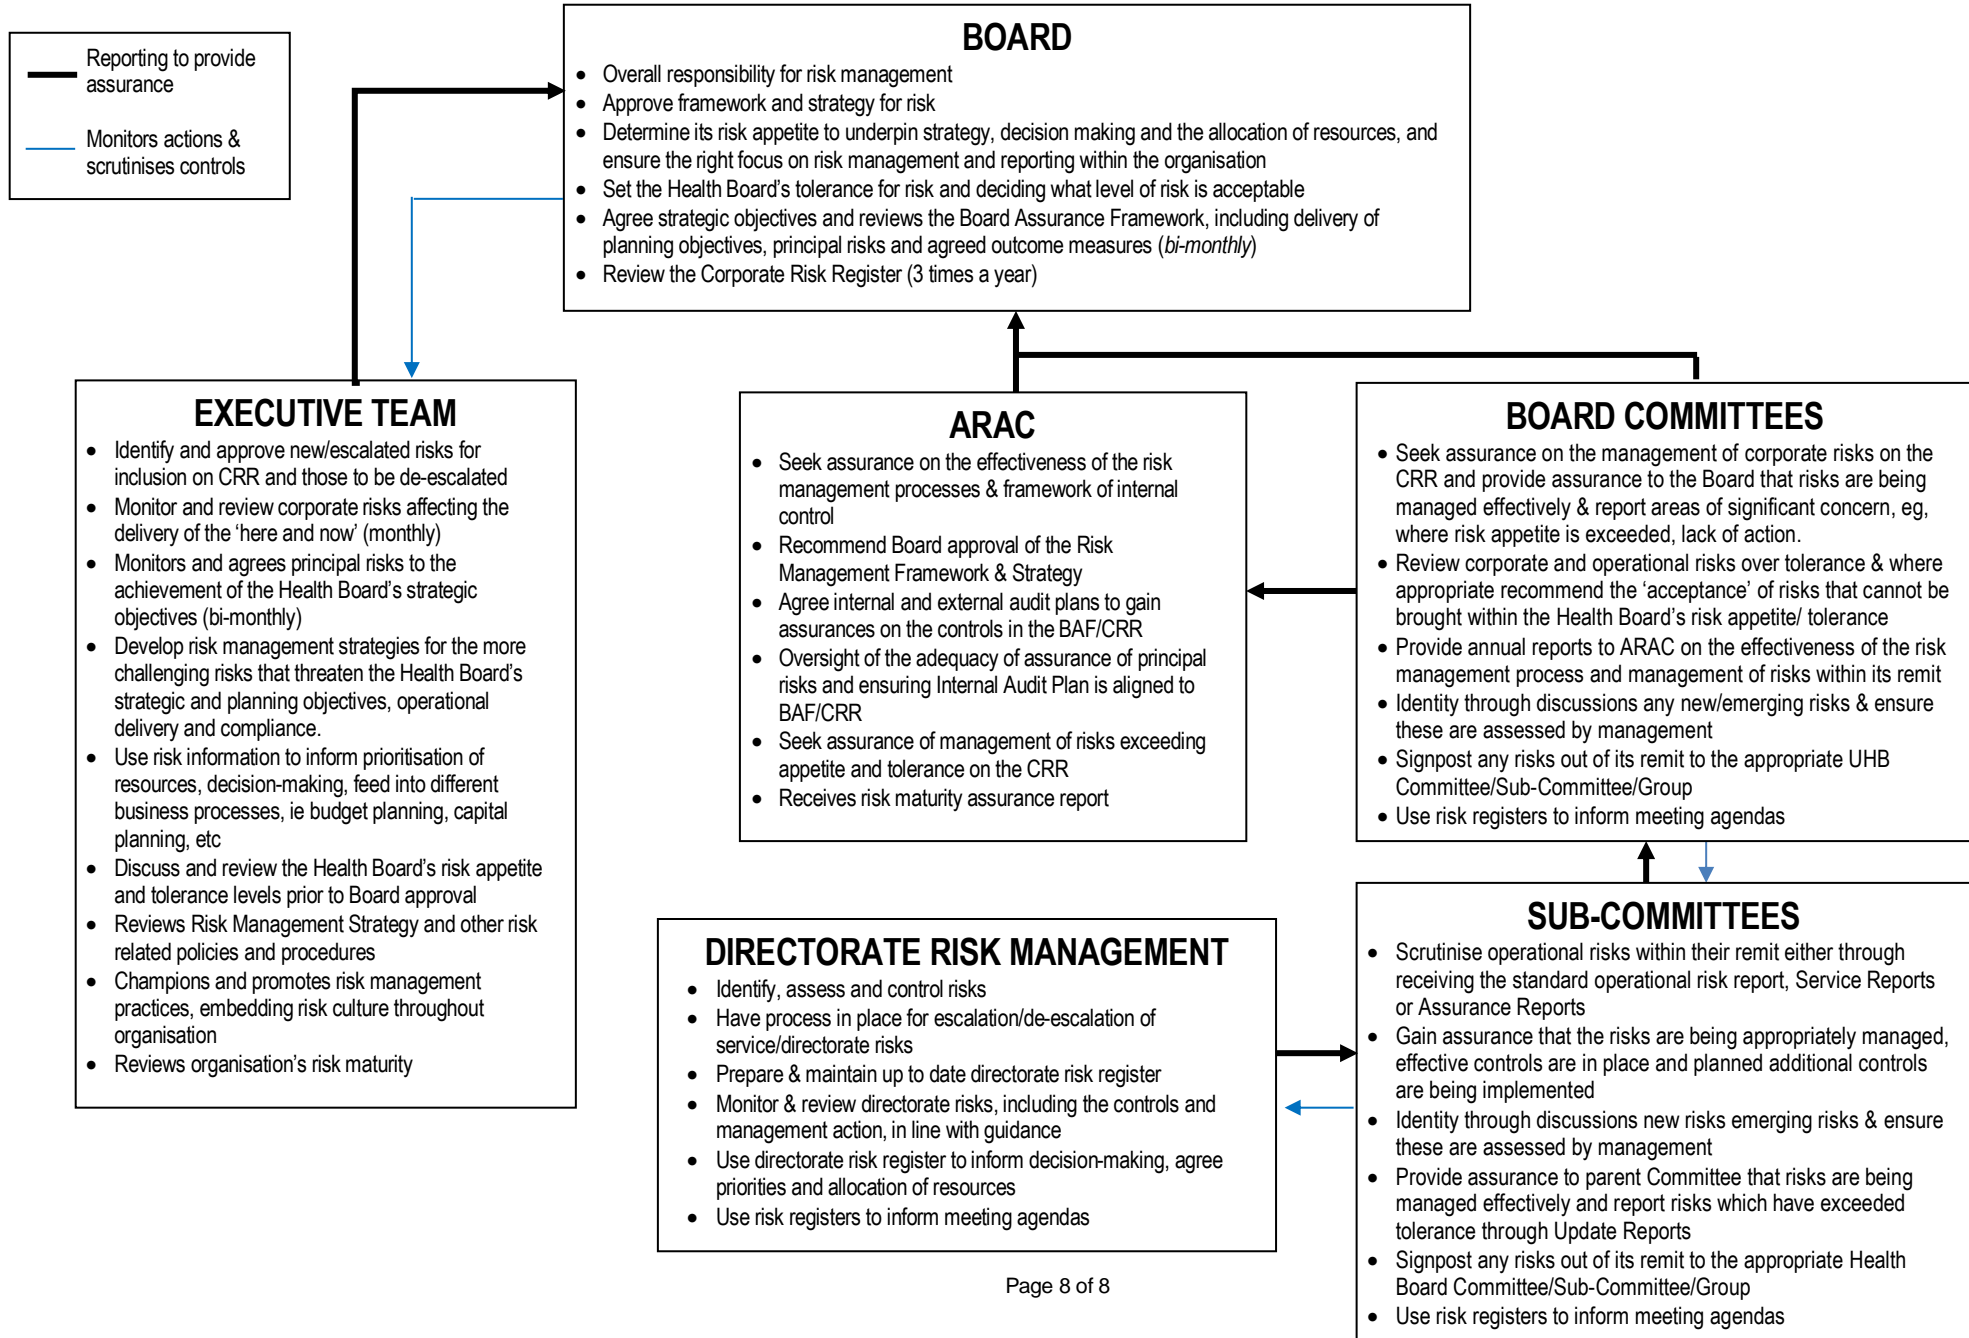 Reporting to provide
assurance
Monitors actions &
scrutinises controls
BOARD
• Overall responsibility for risk management
• Approve framework and strategy for risk
• Determine its risk appetite to underpin strategy, decision making and the allocation of resources, and
ensure the right focus on risk management and reporting within the organisation
• Set the Health Board's tolerance for risk and deciding what level of risk is acceptable
• Agree strategic objectives and reviews the Board Assurance Framework, including delivery of
planning objectives, principal risks and agreed outcome measures (bi-monthly)
• Review the Corporate Risk Register (3 times a year)
EXECUTIVE TEAM
• Identify and approve new/escalated risks for
inclusion on CRR and those to be de-escalated
• Monitor and review corporate risks affecting the
delivery of the 'here and now' (monthly)
• Monitors and agrees principal risks to the
achievement of the Health Board's strategic
objectives (bi-monthly)
• Develop risk management strategies for the more
challenging risks that threaten the Health Board's
strategic and planning objectives, operational
delivery and compliance.
• Use risk information to inform prioritisation of
resources, decision-making, feed into different
business processes, ie budget planning, capital
planning, etc
• Discuss and review the Health Board's risk appetite
and tolerance levels prior to Board approval
• Reviews Risk Management Strategy and other risk
related policies and procedures
• Champions and promotes risk management
practices, embedding risk culture throughout
organisation
• Reviews organisation's risk maturity
ARAC
• Seek assurance on the effectiveness of the risk
management processes & framework of internal
control
• Recommend Board approval of the Risk
Management Framework & Strategy
• Agree internal and external audit plans to gain
assurances on the controls in the BAF/CRR
• Oversight of the adequacy of assurance of principal
risks and ensuring Internal Audit Plan is aligned to
BAF/CRR
• Seek assurance of management of risks exceeding
appetite and tolerance on the CRR
• Receives risk maturity assurance report
BOARD COMMITTEES
• Seek assurance on the management of corporate risks on the
CRR and provide assurance to the Board that risks are being
managed effectively & report areas of significant concern, eg,
where risk appetite is exceeded, lack of action.
• Review corporate and operational risks over tolerance & where
appropriate recommend the 'acceptance' of risks that cannot be
brought within the Health Board's risk appetite/ tolerance
• Provide annual reports to ARAC on the effectiveness of the risk
management process and management of risks within its remit
• Identity through discussions any new/emerging risks & ensure
these are assessed by management
• Signpost any risks out of its remit to the appropriate UHB
Committee/Sub-Committee/Group
• Use risk registers to inform meeting agendas
DIRECTORATE RISK MANAGEMENT
• Identify, assess and control risks
• Have process in place for escalation/de-escalation of
service/directorate risks
• Prepare & maintain up to date directorate risk register
• Monitor & review directorate risks, including the controls and
management action, in line with guidance
• Use directorate risk register to inform decision-making, agree
priorities and allocation of resources
• Use risk registers to inform meeting agendas
SUB-COMMITTEES
• Scrutinise operational risks within their remit either through
receiving the standard operational risk report, Service Reports
or Assurance Reports
• Gain assurance that the risks are being appropriately managed,
effective controls are in place and planned additional controls
are being implemented
• Identity through discussions new risks emerging risks & ensure
these are assessed by management
• Provide assurance to parent Committee that risks are being
managed effectively and report risks which have exceeded
tolerance through Update Reports
• Signpost any risks out of its remit to the appropriate Health
Board Committee/Sub-Committee/Group
• Use risk registers to inform meeting agendas
Page 8 of 8